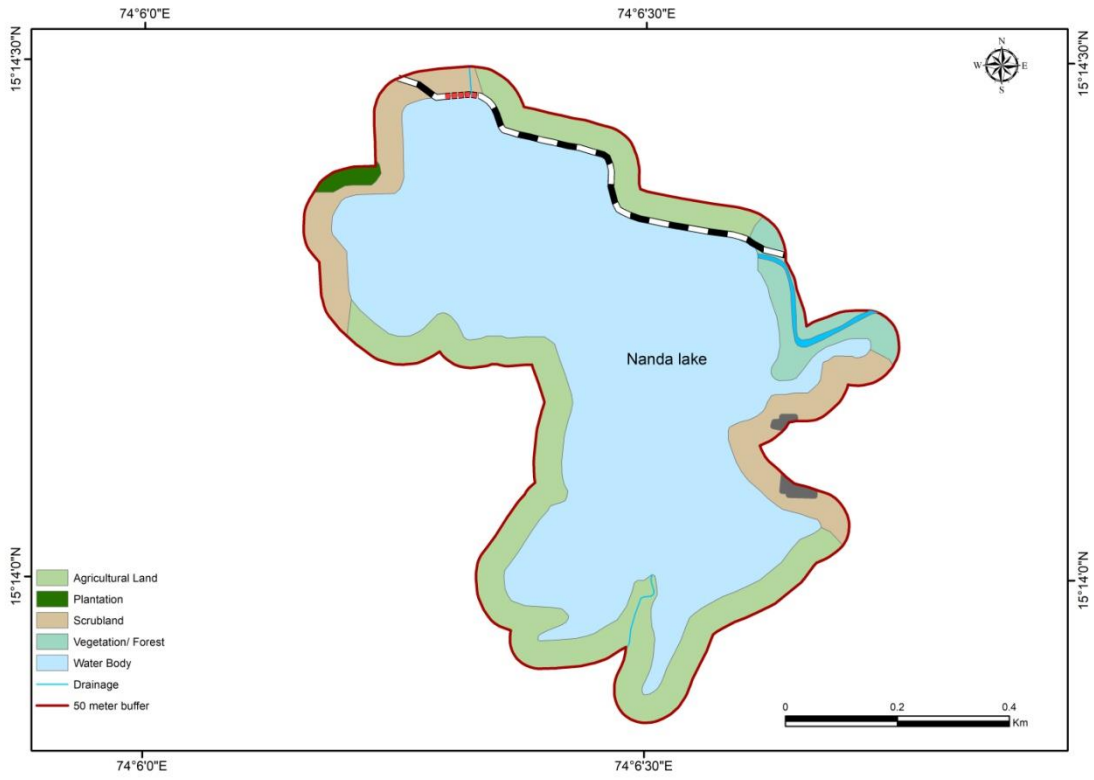 74°6'0"E
74°6'30"E
15°14'30"N
15°14'30"N
N
W
E
S
Nanda lake
15°14'0"N
15°14'0"N
Agricultural Land
Plantation
Scrubland
Vegetation/ Forest
Water Body
Drainage
50 meter buffer
0
0.2
0.4
Km
74°6'0"E
74°6'30"E